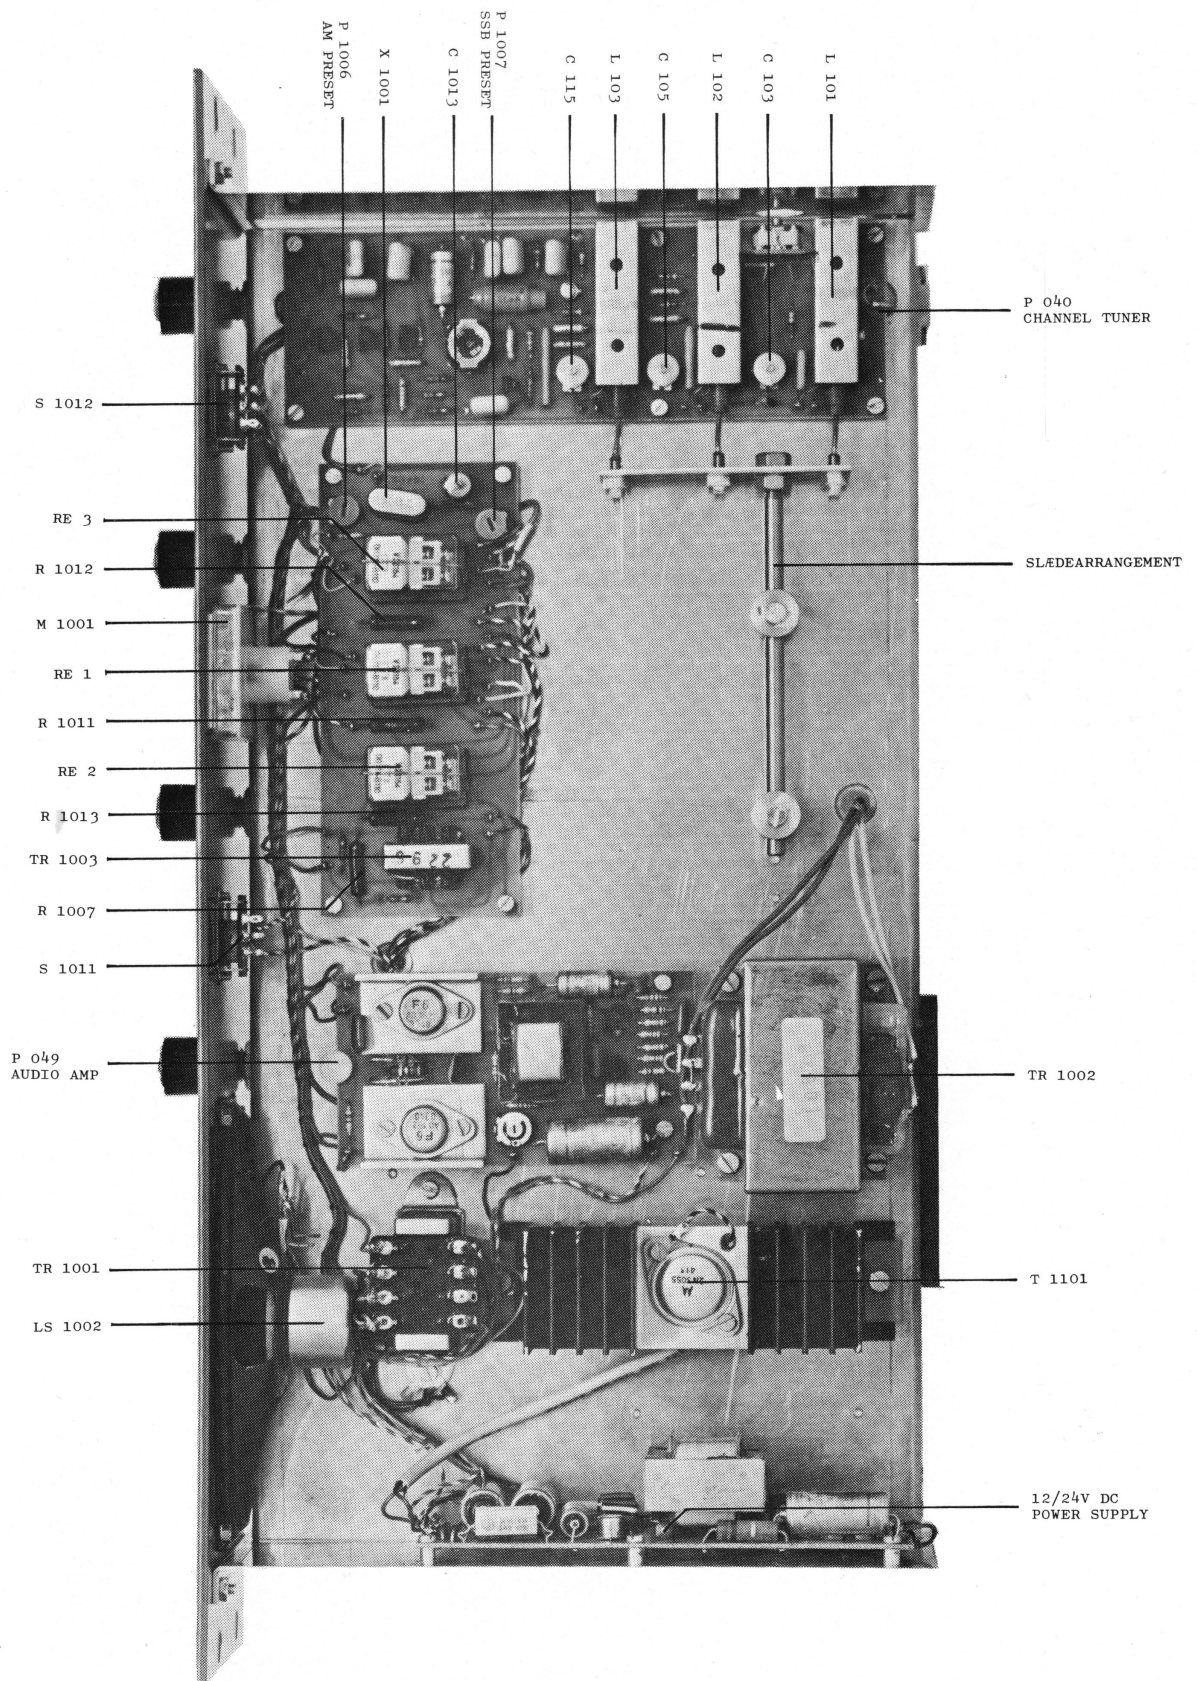 P 1006
AM PRESET
X 1001
C 1013
P 1007
SSB PRESET
C 115
L 103
C 105
L 102
C 103
L 101
P 040
CHANNEL TUNER
S 1012
RE 3
R 1012
M 1001
RE 1
R 1011
RE 2
R 1013
TR 1003
R 1007
S 1011
P 049
AUDIO AMP
TR 1001
LS 1002
SLÆDEARRANGEMENT
TR 1002
T 1101
12/24V DC
POWER SUPPLY
2N3055